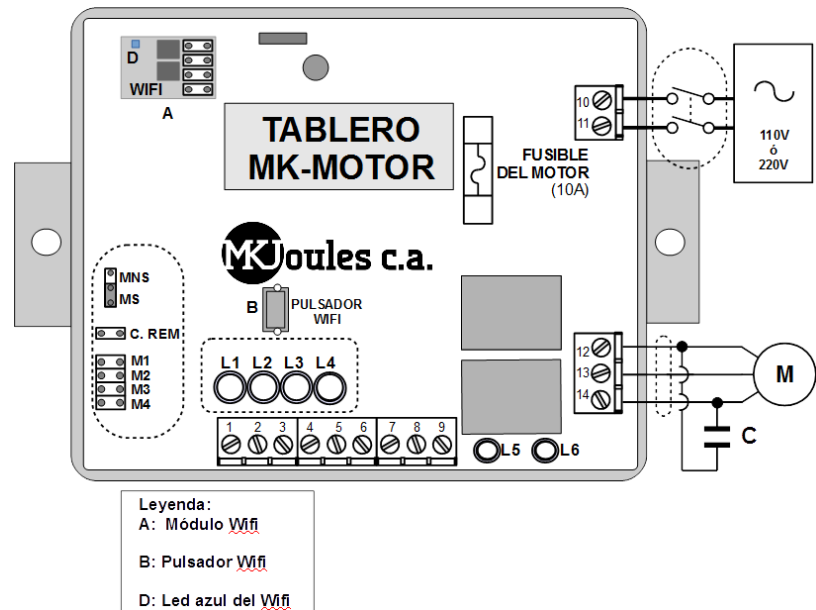 D
WIFI
A
TABLERO
MK-MOTOR
10
11
110V
ó
220V
FUSIBLE
DEL MOTOR
(10A)
MKJoules c.a.
MNS
MS
B
PULSADOR
WIFI
C. REM
M1
M2
M3
M4
L1 L2 L3 L4
12
13
14
M
C
1 2 3 4 5 6 7 8 9
L5 L6
Leyenda:
A: Módulo Wifi
B: Pulsador Wifi
D: Led azul del Wifi